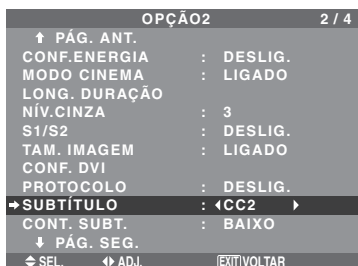 OPÇÃO2 2 / 4
↑ PÁG. ANT.
CONF.ENERGIA : DESLIG.
MODO CINEMA : LIGADO
LONG. DURAÇÃO
NÍV.CINZA : 3
S1/S2 : DESLIG.
TAM. IMAGEM : LIGADO
CONF. DVI
PROTOCOLO : DESLIG.
→SUBTÍTULO : ◂CC2 ▸
CONT. SUBT. : BAIXO
↓ PÁG. SEG.
SEL. ADJ. EXIT VOLTAR